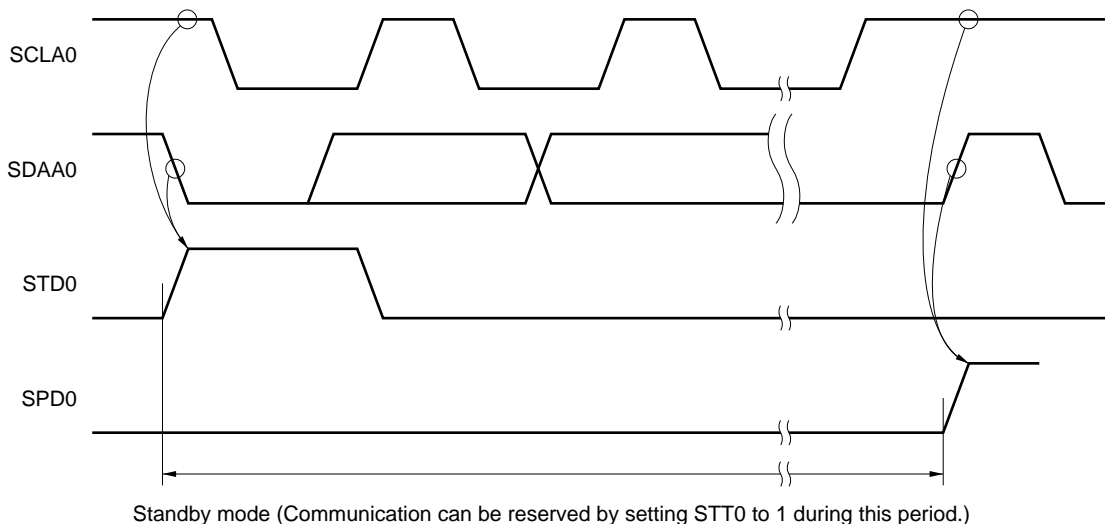 SCLA0
SDAA0
STD0
SPD0
Standby mode (Communication can be reserved by setting STT0 to 1 during this period.)